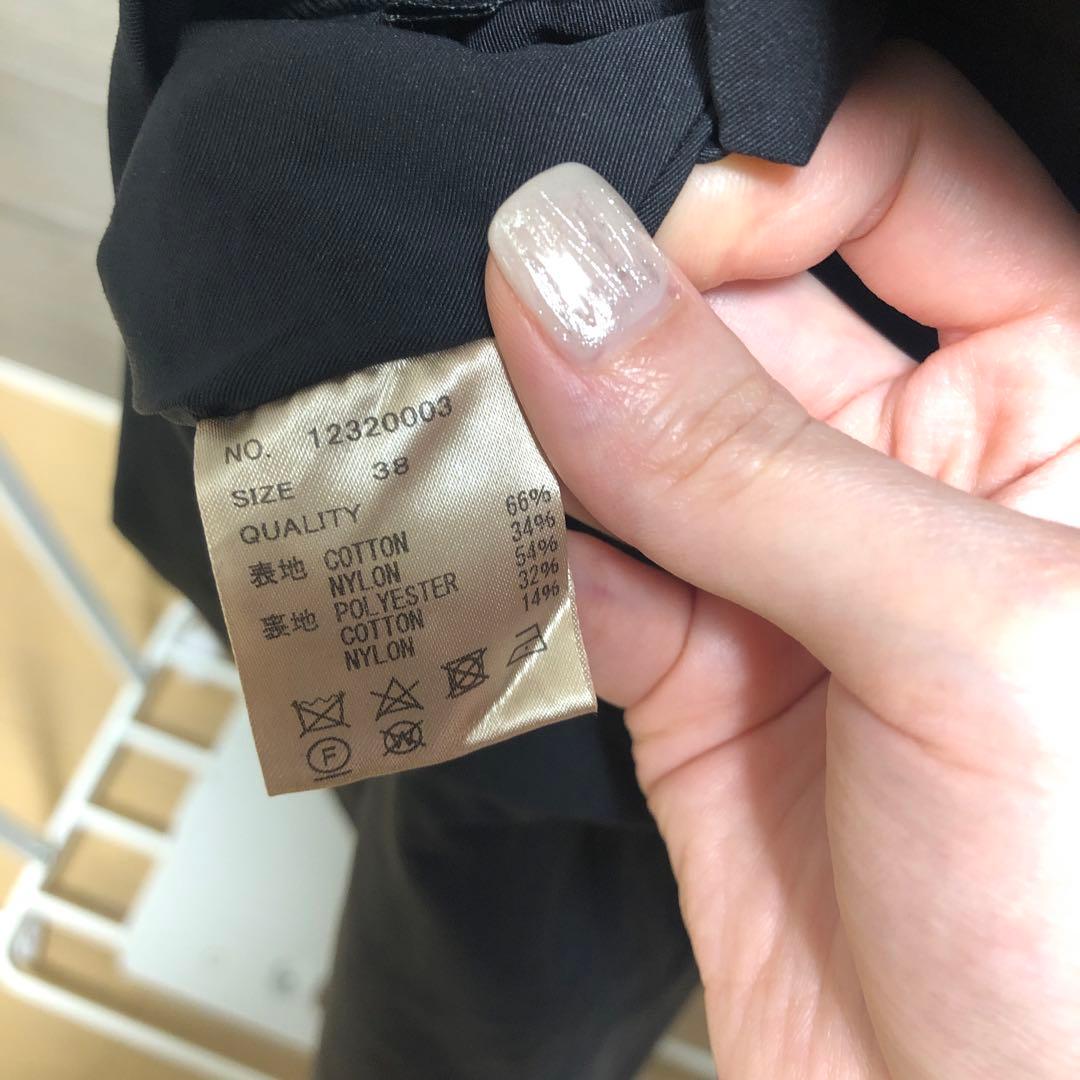 NO. 12320003
SIZE 38
QUALITY
表地 COTTON 66%
NYLON 34%
裏地 POLYESTER 54%
COTTON 32%
NYLON 14%
F W